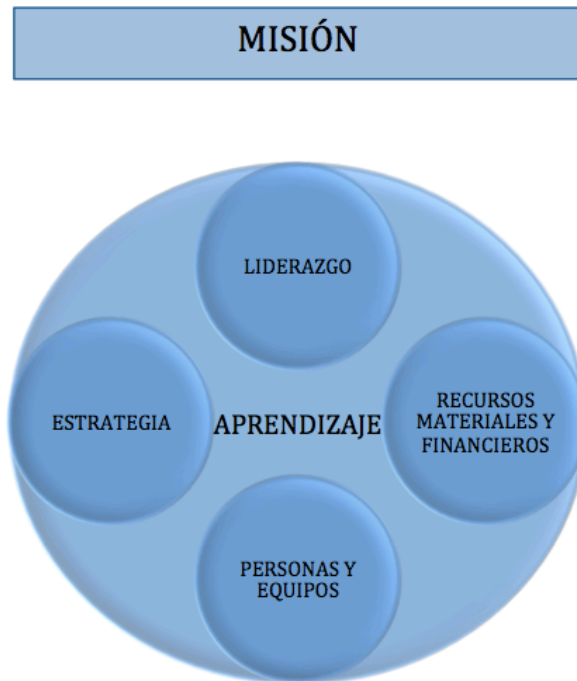 MISIÓN
LIDERAZGO
ESTRATEGIA
APRENDIZAJE
RECURSOS
MATERIALES Y
FINANCIEROS
PERSONAS Y
EQUIPOS